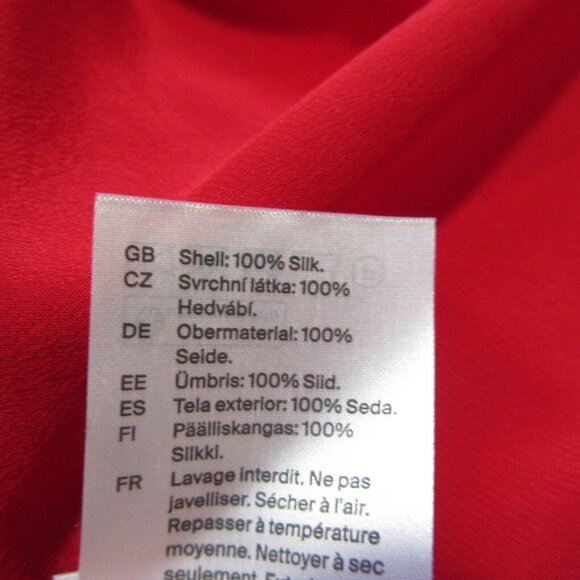 GB Shell: 100% Silk.
CZ Svrchní látka: 100%
Hedvábí.
DE Obermaterial: 100%
Seide.
EE Ümbris: 100% Siid.
ES Tela exterior: 100% Seda.
FI Päälliskangas: 100%
Silkki.
FR Lavage interdit. Ne pas
javelliser. Sécher à l'air.
Repasser à température
moyenne. Nettoyer à sec
seulement.